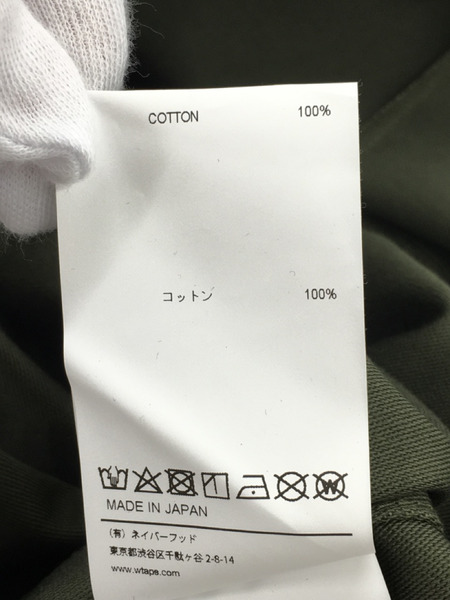 COTTON 100%
コットン 100%
MADE IN JAPAN
(有) ネイバーフッド
東京都渋谷区千駄ヶ谷 2-8-14
www.wtaps.com